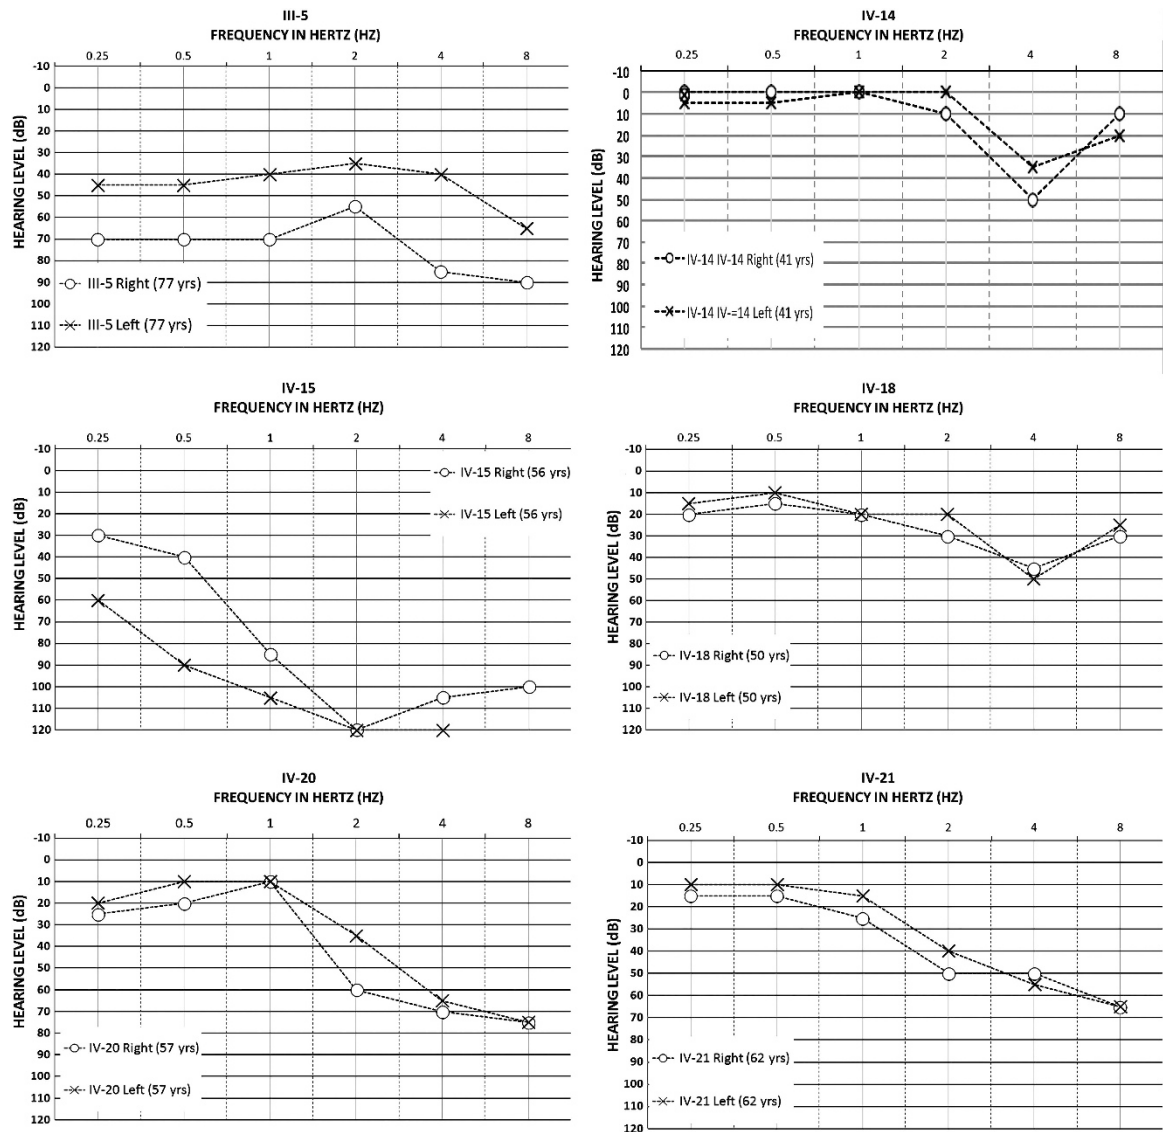 III-5
FREQUENCY IN HERTZ (HZ)
0.25 0.5 1 2 4 8
HEARING LEVEL (dB)
-10
0
10
20
30
40
50
60
70
80
90
100
110
120
III-5 Right (77 yrs)
III-5 Left (77 yrs)
IV-14
FREQUENCY IN HERTZ (HZ)
0.25 0.5 1 2 4 8
HEARING LEVEL (dB)
-10
0
10
20
30
40
50
60
70
80
90
100
110
120
IV-14 IV-14 Right (41 yrs)
IV-14 IV-=14 Left (41 yrs)
IV-15
FREQUENCY IN HERTZ (HZ)
0.25 0.5 1 2 4 8
HEARING LEVEL (dB)
-10
0
10
20
30
40
50
60
70
80
90
100
110
120
IV-15 Right (56 yrs)
IV-15 Left (56 yrs)
IV-18
FREQUENCY IN HERTZ (HZ)
0.25 0.5 1 2 4 8
HEARING LEVEL (dB)
-10
0
10
20
30
40
50
60
70
80
90
100
110
120
IV-18 Right (50 yrs)
IV-18 Left (50 yrs)
IV-20
FREQUENCY IN HERTZ (HZ)
0.25 0.5 1 2 4 8
HEARING LEVEL (dB)
-10
0
10
20
30
40
50
60
70
80
90
100
110
120
IV-20 Right (57 yrs)
IV-20 Left (57 yrs)
IV-21
FREQUENCY IN HERTZ (HZ)
0.25 0.5 1 2 4 8
HEARING LEVEL (dB)
-10
0
10
20
30
40
50
60
70
80
90
100
110
120
IV-21 Right (62 yrs)
IV-21 Left (62 yrs)